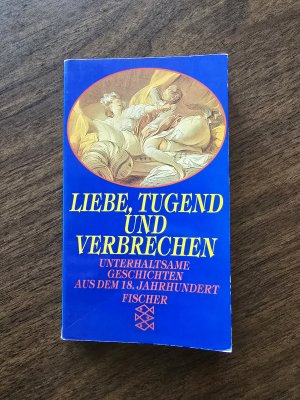 LIEBE, TUGEND
UND
VERBRECHEN
UNTERHALTSAME
GESCHICHTEN
AUS DEM 18. JAHRHUNDERT
FISCHER